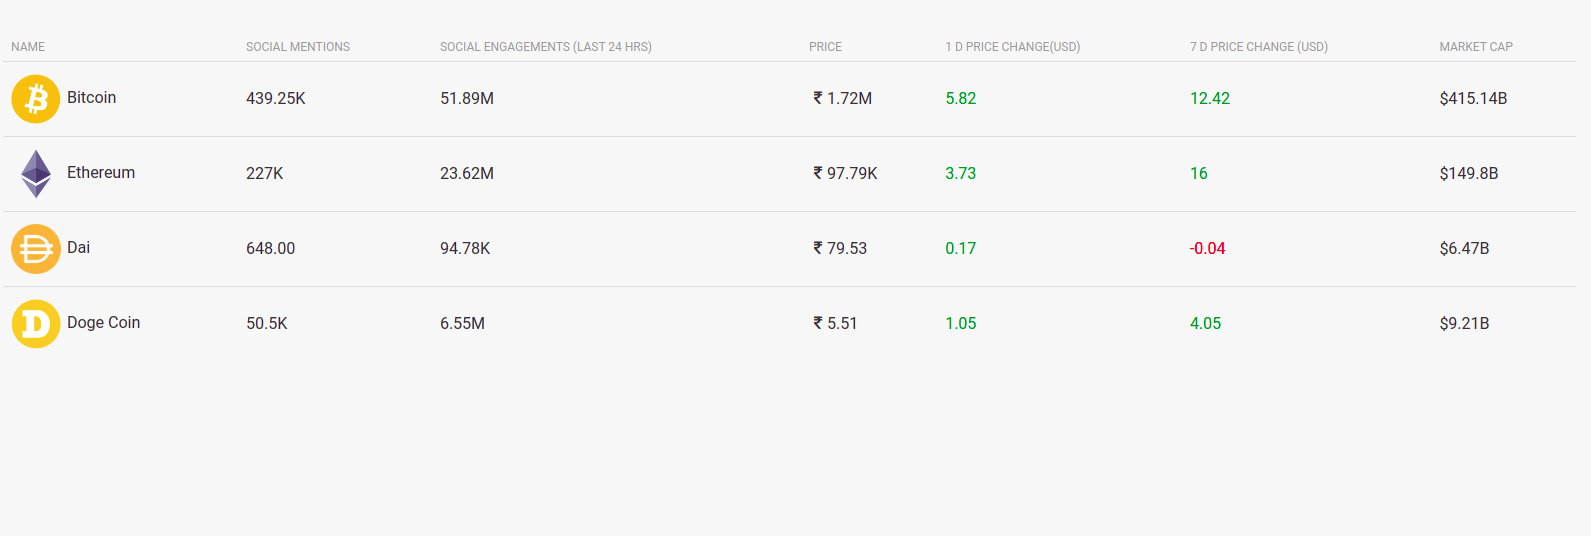 NAME SOCIAL MENTIONS SOCIAL ENGAGEMENTS (LAST 24 HRS) PRICE 1 D PRICE CHANGE(USD) 7 D PRICE CHANGE (USD) MARKET CAP
Bitcoin 439.25K 51.89M ₹ 1.72M 5.82 12.42 $415.14B
Ethereum 227K 23.62M ₹ 97.79K 3.73 16 $149.8B
Dai 648.00 94.78K ₹ 79.53 0.17 -0.04 $6.47B
Doge Coin 50.5K 6.55M ₹ 5.51 1.05 4.05 $9.21B